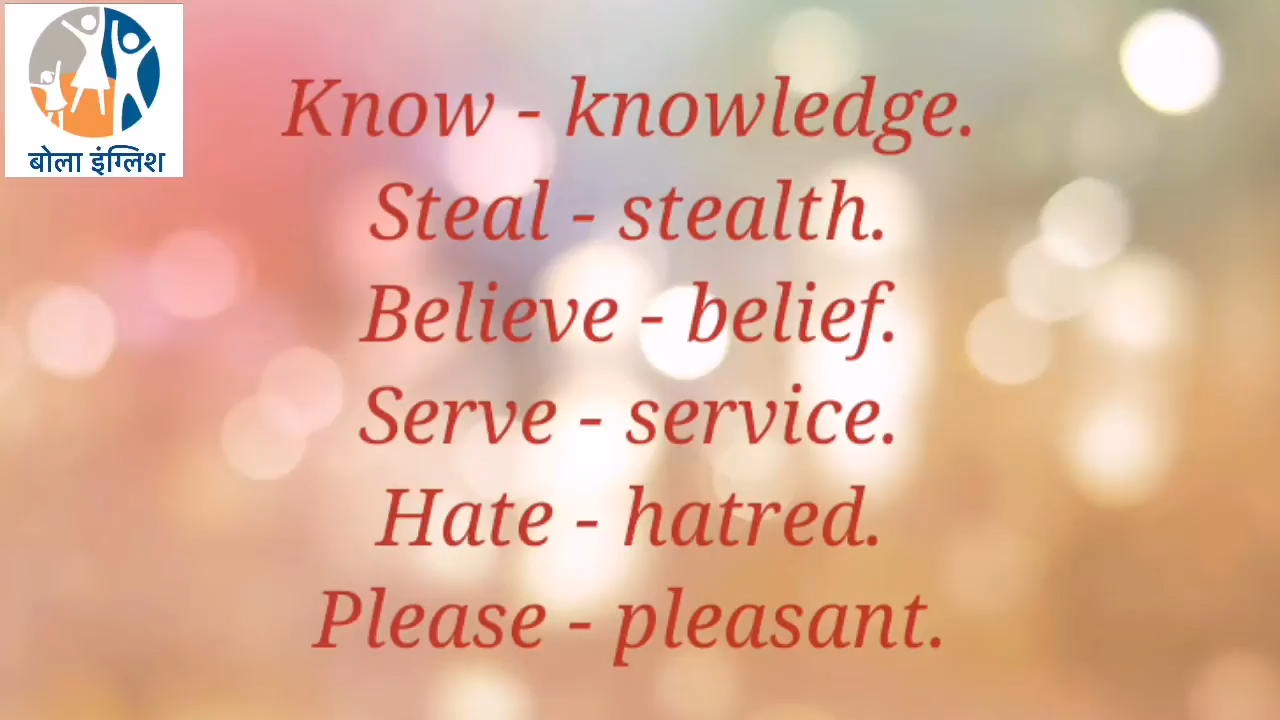 बोला इंग्लिश
Know - knowledge.
Steal - stealth.
Believe - belief.
Serve - service.
Hate - hatred.
Please - pleasant.